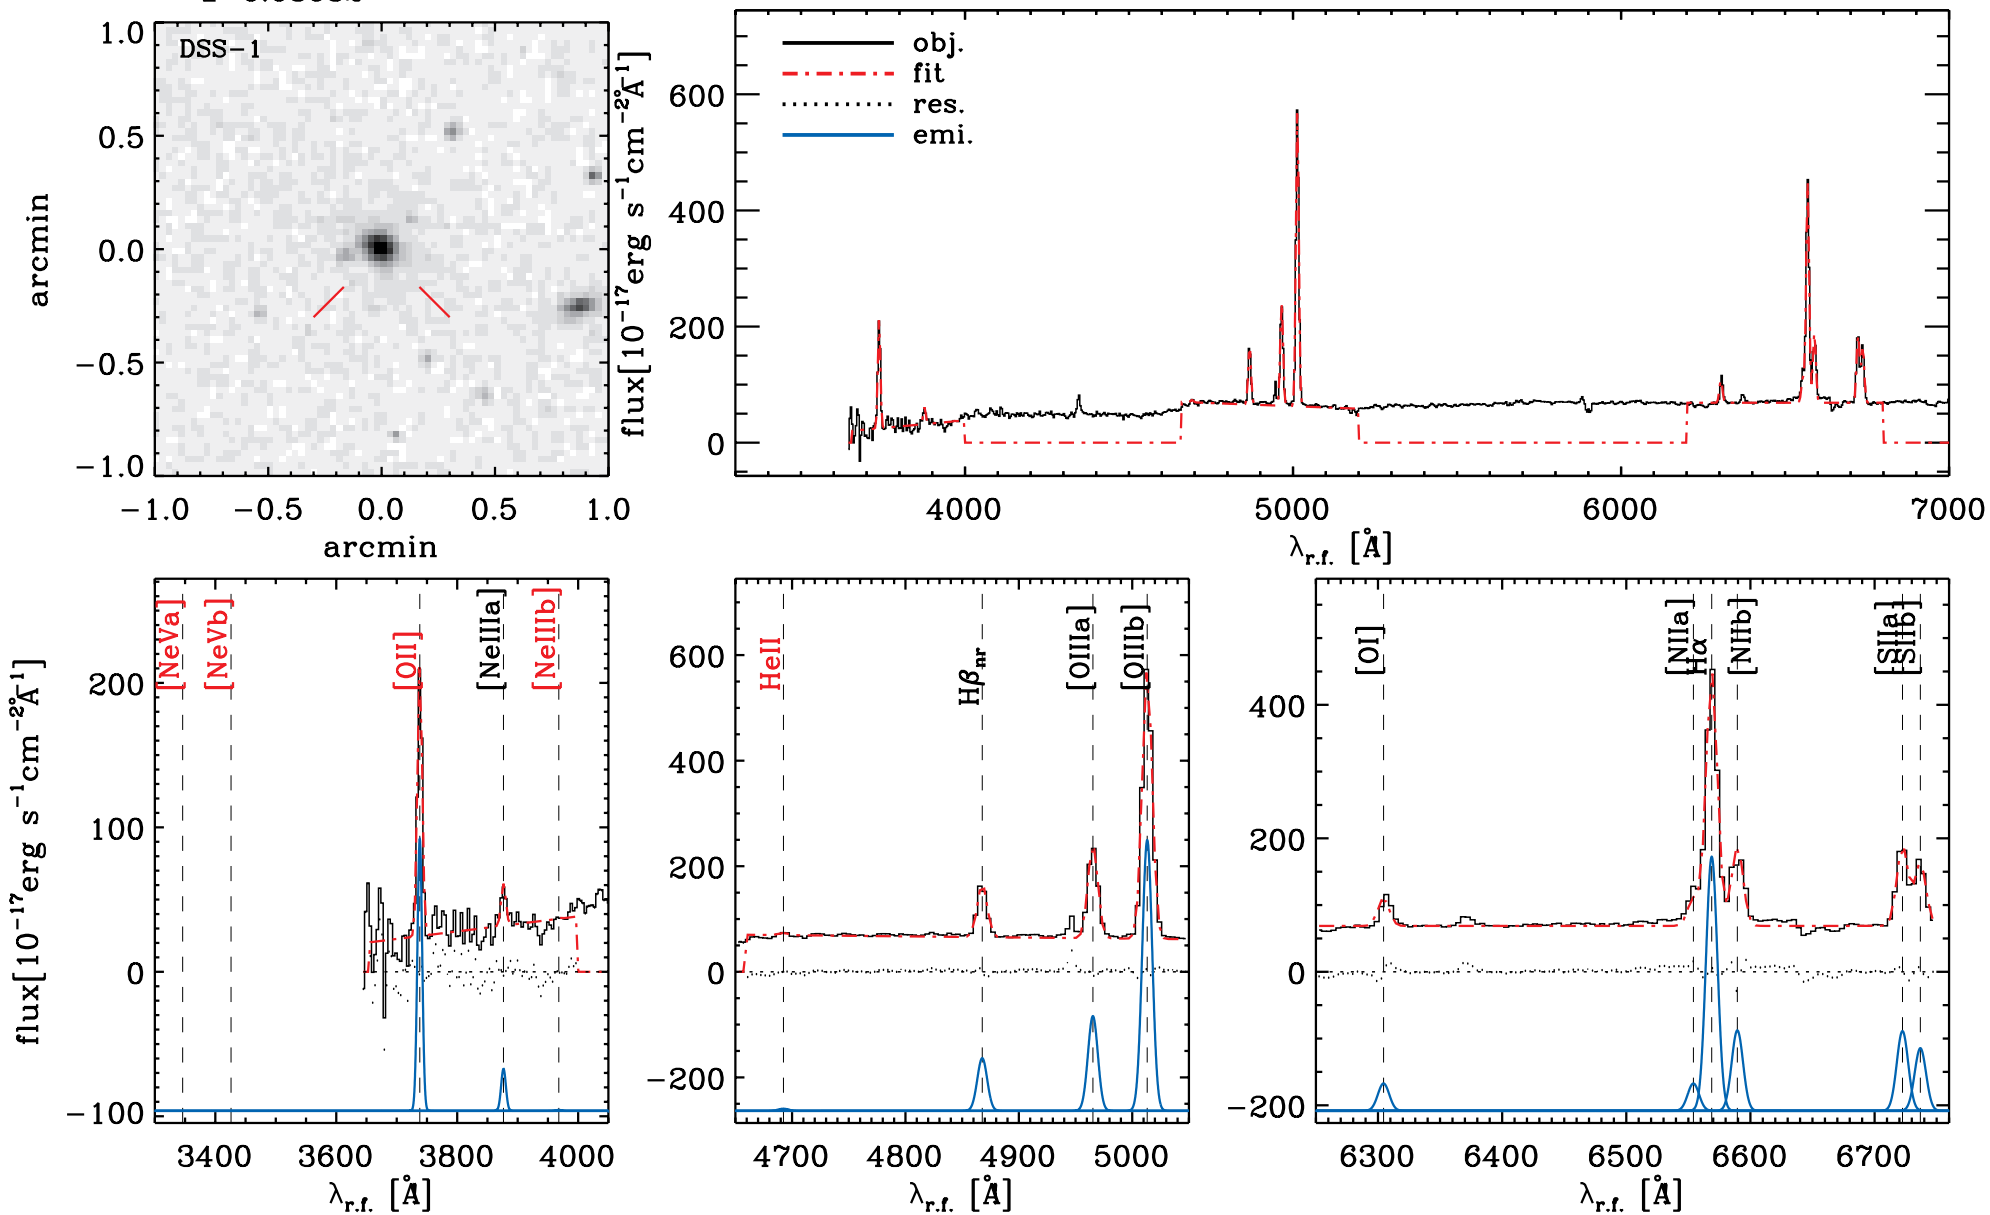 DSS-1
1.0
0.5
0.0
-0.5
-1.0
arcmin
-1.0 -0.5 0.0 0.5 1.0
arcmin
obj.
fit
res.
emi.
flux[10⁻¹⁷erg s⁻¹cm⁻²Å⁻¹]
600
400
200
0
4000 5000 6000 7000
λr.f. [Å]
flux[10⁻¹⁷erg s⁻¹cm⁻²Å⁻¹]
[NeVa] [NeVb] [OII] [NeIIIa] [NeIIIb]
200
100
0
-100
3400 3600 3800 4000
λr.f. [Å]
HeII Hβnr [OIIIa] [OIIIb]
600
400
200
0
-200
4700 4800 4900 5000
λr.f. [Å]
[OI] [NIIa] Hα [NIIb] [SIIa] [SIIb]
400
200
0
-200
6300 6400 6500 6600 6700
λr.f. [Å]